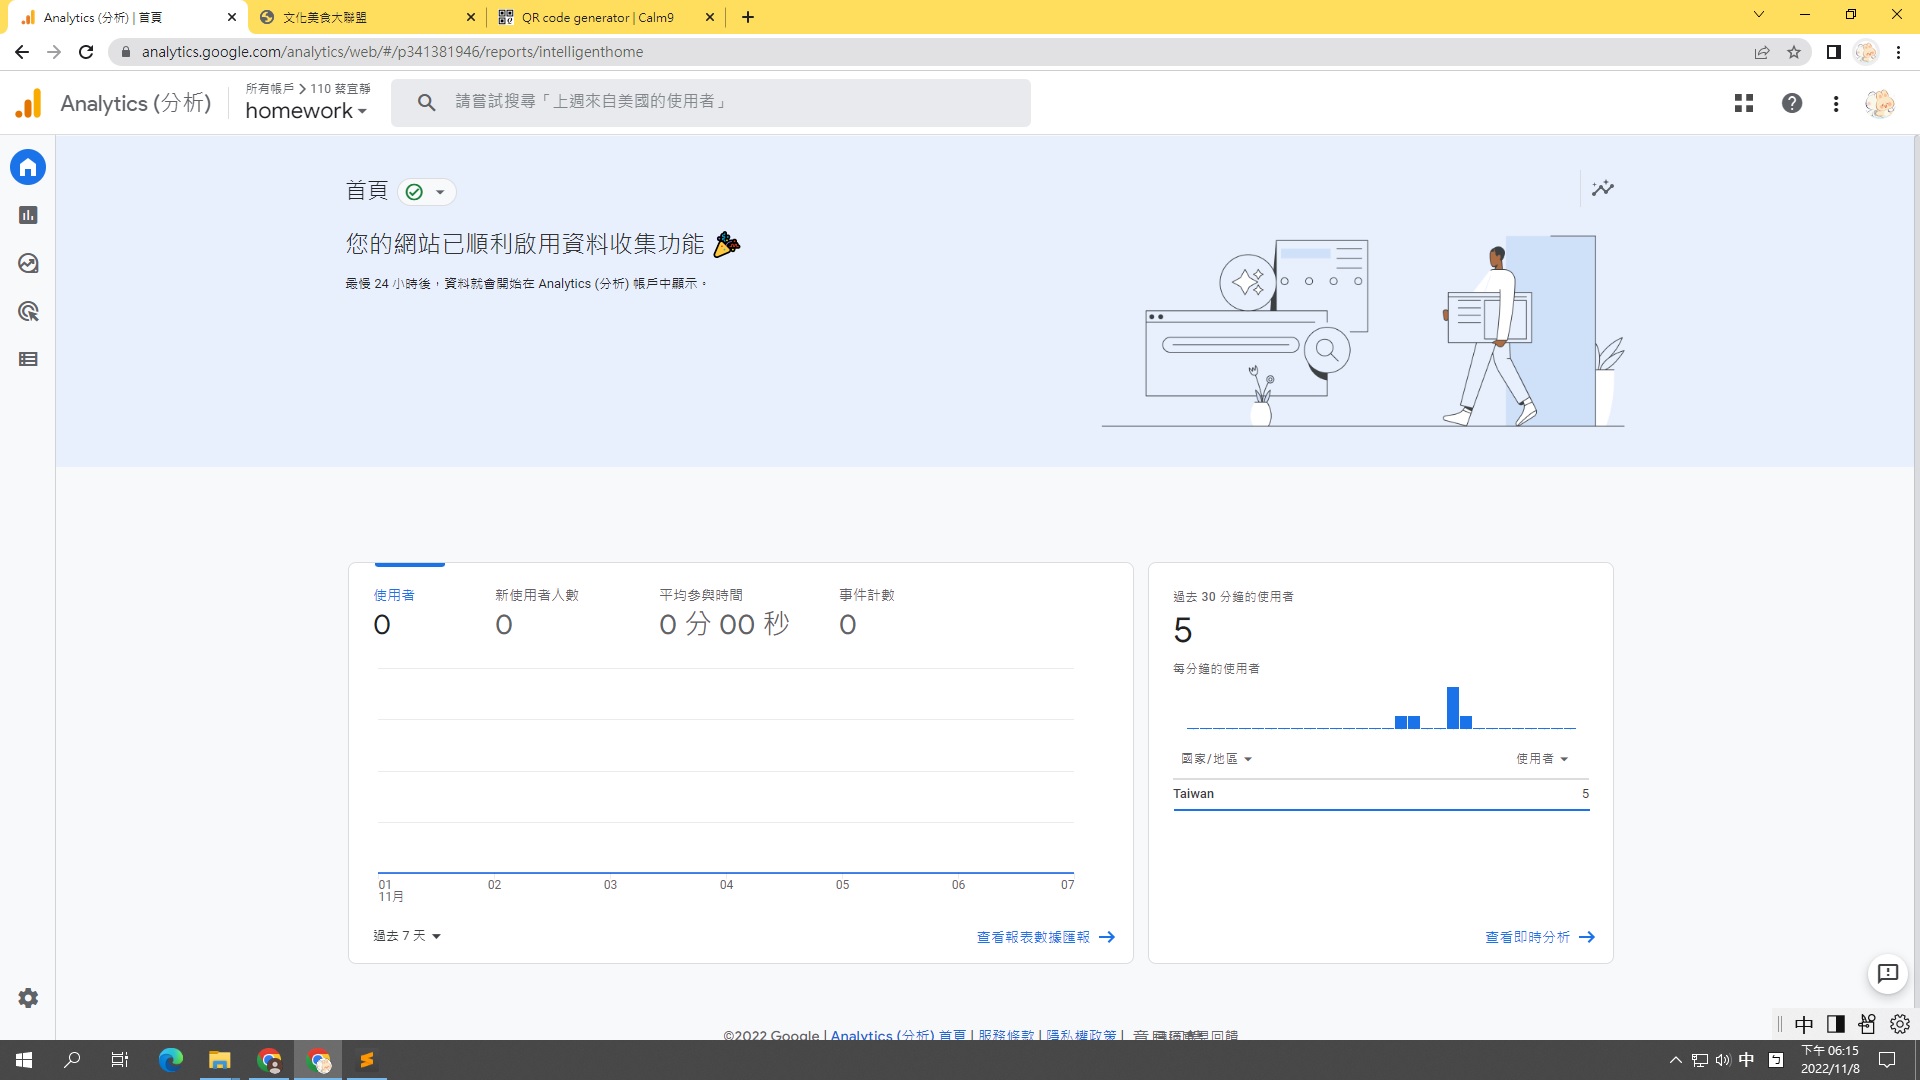 Analytics (分析) | 首頁
文化美食大聯盟
QR code generator | Calm9
analytics.google.com/analytics/web/#/p341381946/reports/intelligenthome
Analytics (分析)
所有帳戶 > 110 蔡宜靜
homework
請嘗試搜尋「上週來自美國的使用者」
首頁
您的網站已順利啟用資料收集功能
最慢 24 小時後，資料就會開始在 Analytics (分析) 帳戶中顯示。
使用者
0
新使用者人數
0
平均參與時間
0 分 00 秒
事件計數
0
01 02 03 04 05 06 07
11月
過去 7 天
查看報表數據匯報
過去 30 分鐘的使用者
5
每分鐘的使用者
國家/地區
使用者
Taiwan 5
查看即時分析
©2022 Google | Analytics (分析) 首頁 | 服務條款 | 隱私權政策 |
回饋
中
中
下午 06:15
2022/11/8